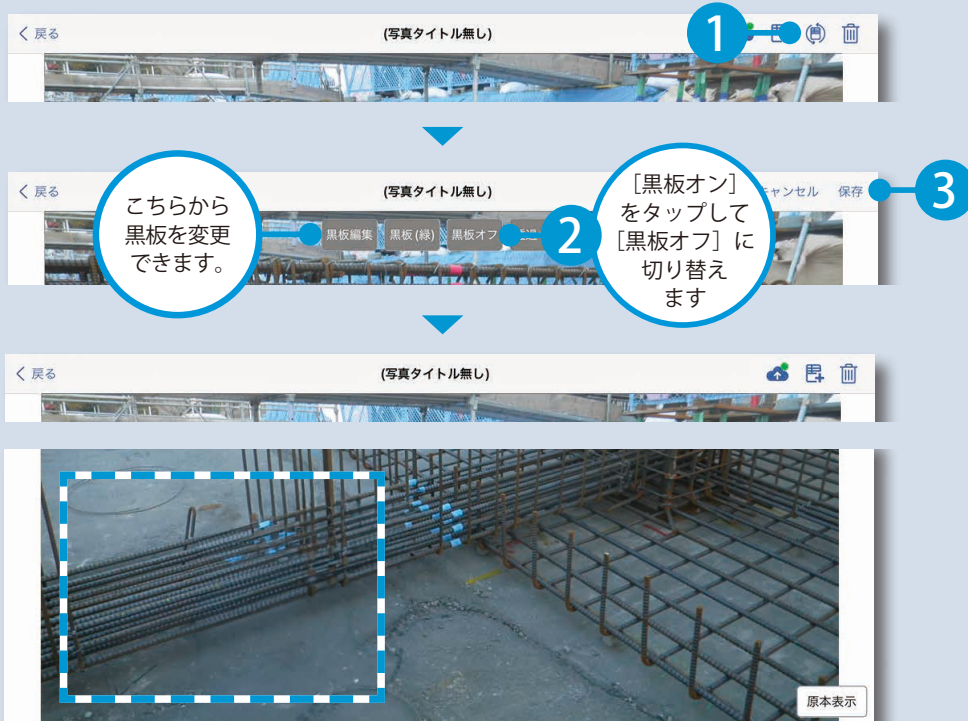 戻る
(写真タイトル無し)
1
戻る
(写真タイトル無し)
キャンセル
保存
3
こちらから
黒板を変更
できます。
黒板編集
黒板(緑)
黒板オフ
2
[黒板オン]
をタップして
[黒板オフ]に
切り替え
ます
戻る
(写真タイトル無し)
原本表示